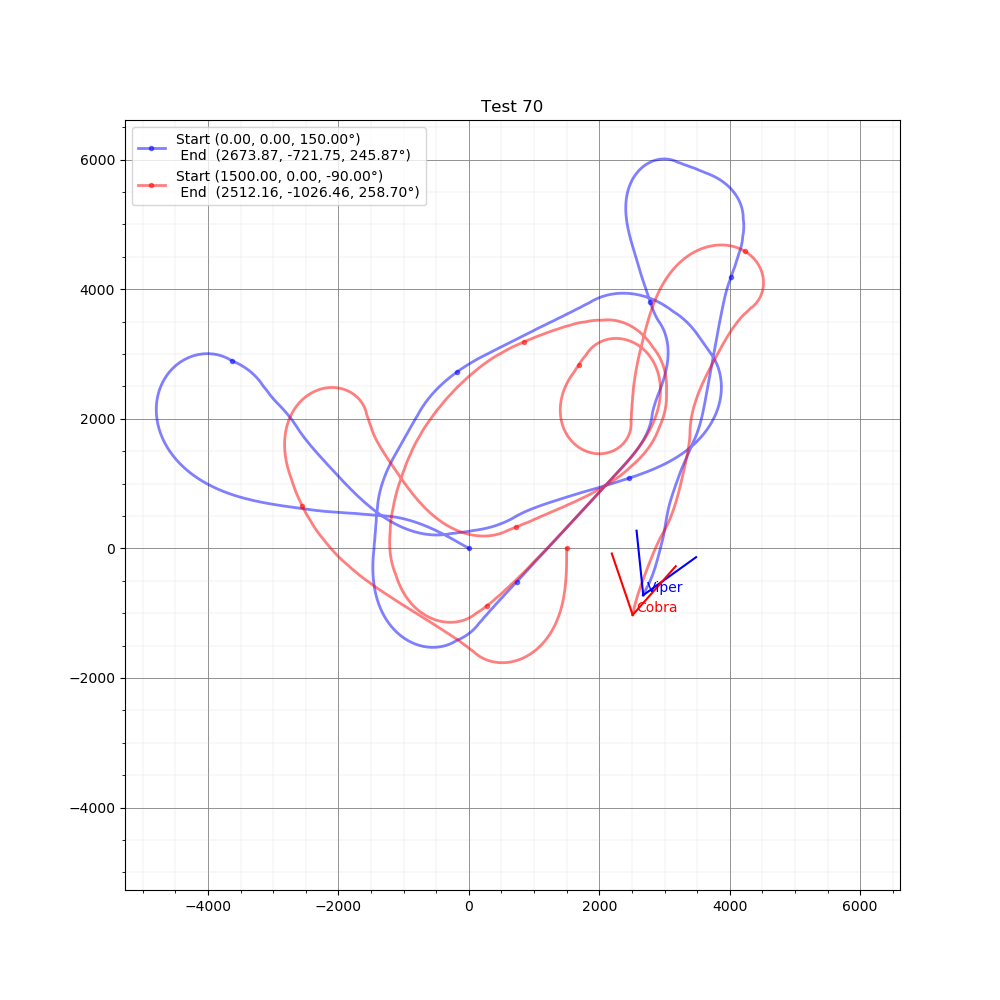 Test 70
Start (0.00, 0.00, 150.00°)
End (2673.87, -721.75, 245.87°)
Start (1500.00, 0.00, -90.00°)
End (2512.16, -1026.46, 258.70°)
6000
4000
2000
0
−2000
−4000
Viper
Cobra
−4000 −2000 0 2000 4000 6000